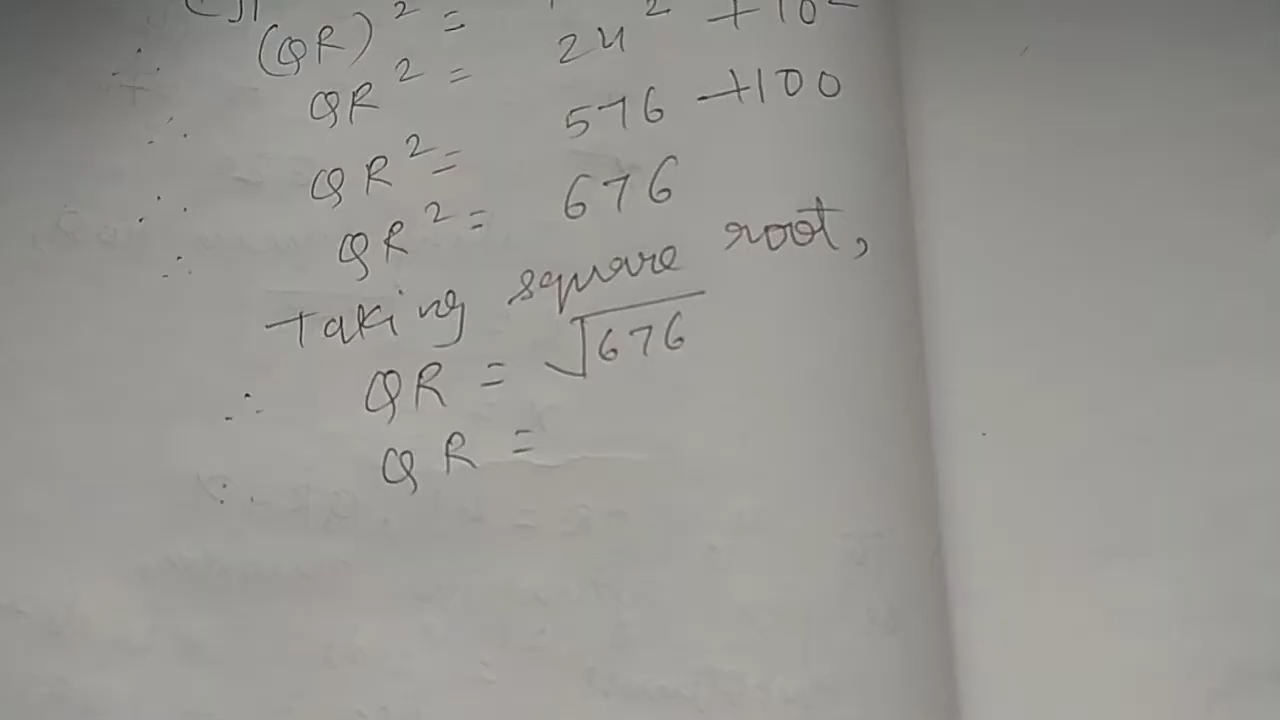 (QR)² =
∴ QR² = 24² + 10²
∴ QR² = 576 + 100
∴ QR² = 676
Taking square root,
∴ QR = √676
∴ QR =